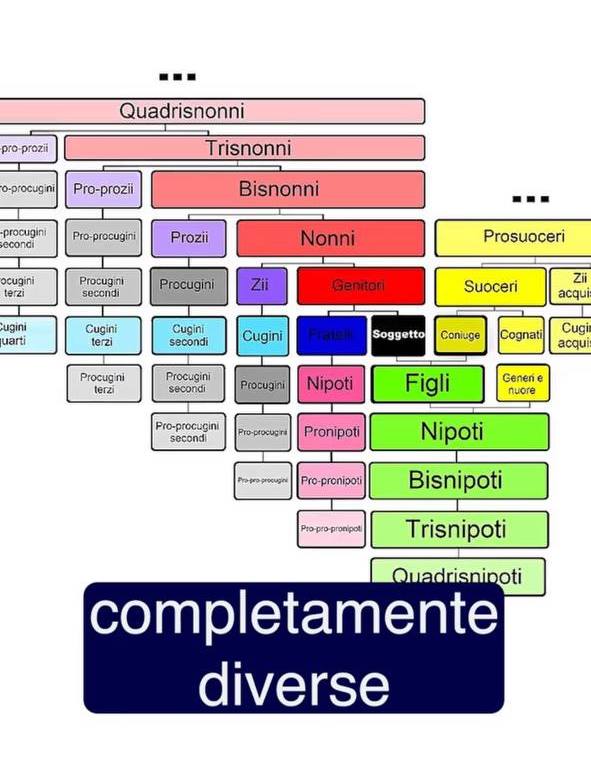 ...
Quadrisnonni
-pro-prozii
Trisnonni
ro-procugini
Pro-prozii
Bisnonni
...
-procugini
secondi
Pro-procugini
Prozii
Nonni
Prosuoceri
rocugini
terzi
Procugini
secondi
Procugini
Zii
Genitori
Suoceri
Zii
acquis
Cugini
quarti
Cugini
terzi
Cugini
secondi
Cugini
Fratelli
Soggetto
Coniuge
Cognati
Cugin
acquis
Procugini
terzi
Procugini
secondi
Procugini
Nipoti
Figli
Generi e
nuore
Pro-procugini
secondi
Pro-procugini
Pronipoti
Nipoti
Pro-pro-procugini
Pro-pronipoti
Bisnipoti
Pro-pro-pronipoti
Trisnipoti
Quadrisnipoti
completamente
diverse